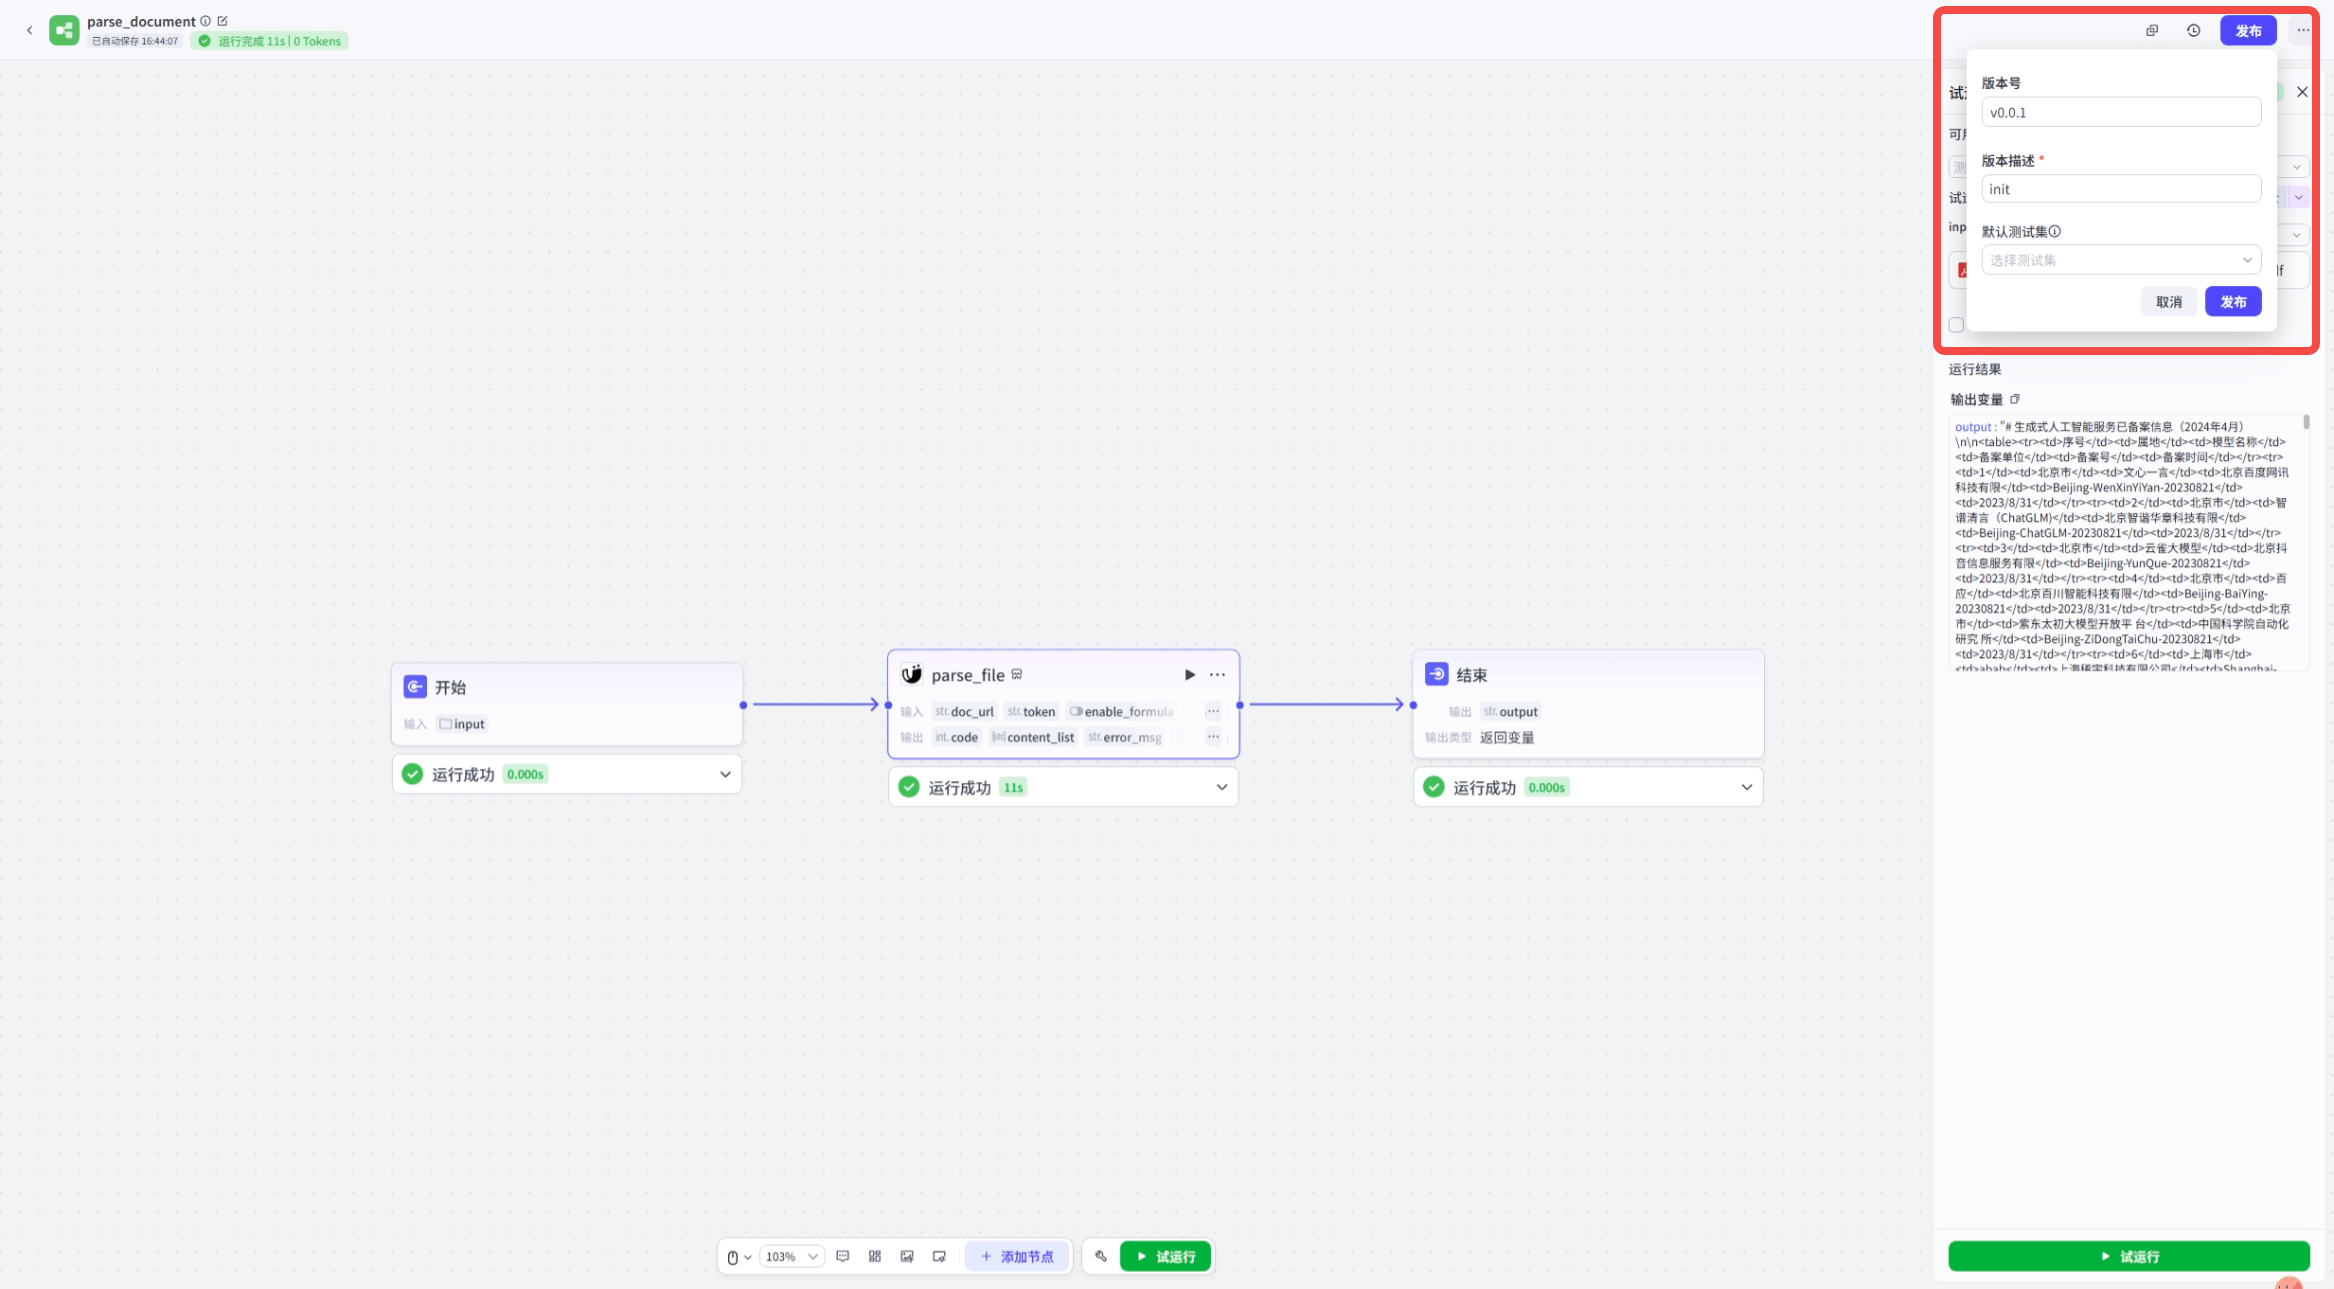 parse_document
已自动保存 16:44:07
运行完成 11s | 0 Tokens
发布
版本号
v0.0.1
版本描述 *
init
默认测试集
选择测试集
取消
发布
运行结果
输出变量
output : "# 生成式人工智能服务已备案信息（2024年4月）
\n\n<table><tr><td>序号</td><td>属地</td><td>模型名称</td>
<td>备案单位</td><td>备案号</td><td>备案时间</td></tr><tr>
<td>1</td><td>北京市</td><td>文心一言</td><td>北京百度网讯
科技有限</td><td>Beijing-WenXinYiYan-20230821</td>
<td>2023/8/31</td></tr><tr><td>2</td><td>北京市</td><td>智
谱清言（ChatGLM)</td><td>北京智谐华章科技有限</td>
<td>Beijing-ChatGLM-20230821</td><td>2023/8/31</td></tr>
<tr><td>3</td><td>北京市</td><td>云雀大模型</td><td>北京抖
音信息服务有限</td><td>Beijing-YunQue-20230821</td>
<td>2023/8/31</td></tr><tr><td>4</td><td>北京市</td><td>百
应</td><td>北京百川智能科技有限</td><td>Beijing-BaiYing-
20230821</td><td>2023/8/31</td></tr><tr><td>5</td><td>北京
市</td><td>紫东太初大模型开放平 台</td><td>中国科学院自动化
研究 所</td><td>Beijing-ZiDongTaiChu-20230821</td>
<td>2023/8/31</td></tr><tr><td>6</td><td>上海市</td>
<td>abab</td><td>上海稀宇科技有限公司</td><td>Shanghai-
开始
输入 input
运行成功 0.000s
parse_file
输入 str. doc_url str. token enable_formula
输出 int. code [str] content_list str. error_msg
运行成功 11s
结束
输出 str. output
输出类型 返回变量
运行成功 0.000s
103%
添加节点
试运行
试运行